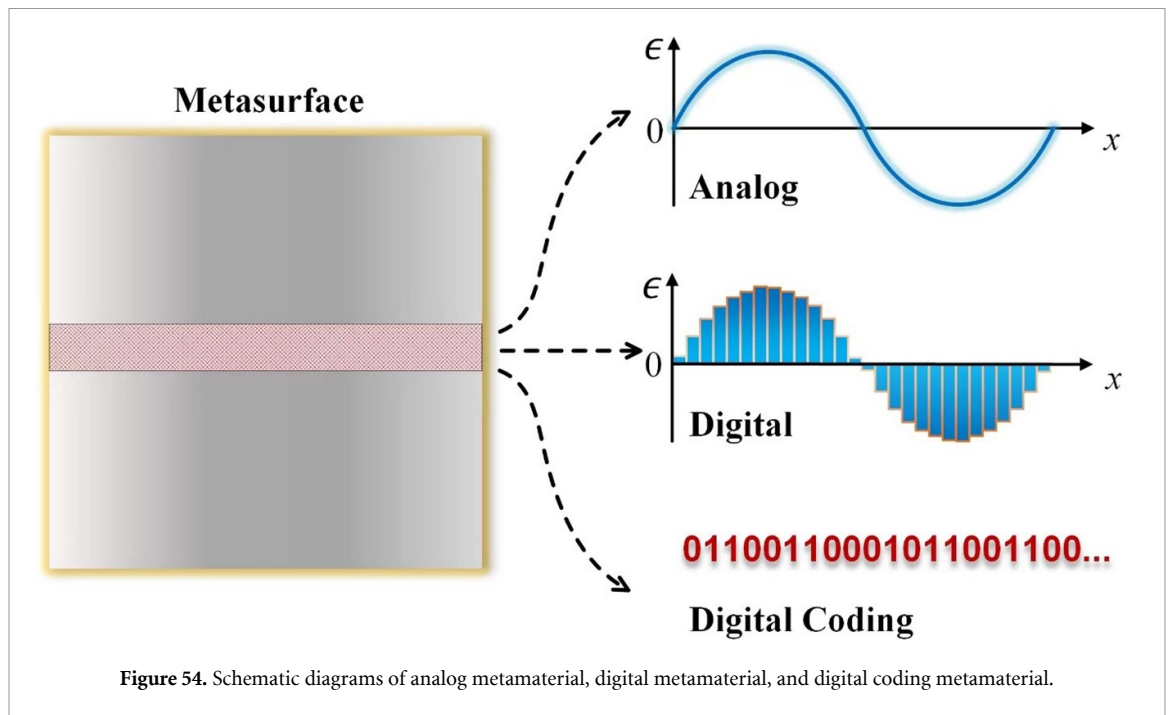 Metasurface
ϵ
0
x
Analog
ϵ
0
x
Digital
01100110001011001100...
Digital Coding
Figure 54. Schematic diagrams of analog metamaterial, digital metamaterial, and digital coding metamaterial.